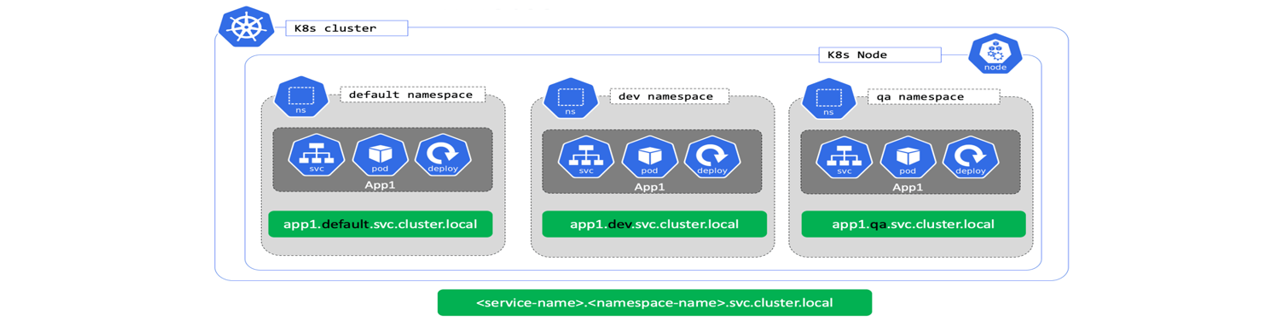 K8s cluster
K8s Node
node
ns
default namespace
svc
pod
deploy
App1
app1.default.svc.cluster.local
ns
dev namespace
svc
pod
deploy
App1
app1.dev.svc.cluster.local
ns
qa namespace
svc
pod
deploy
App1
app1.qa.svc.cluster.local
<service-name>.<namespace-name>.svc.cluster.local